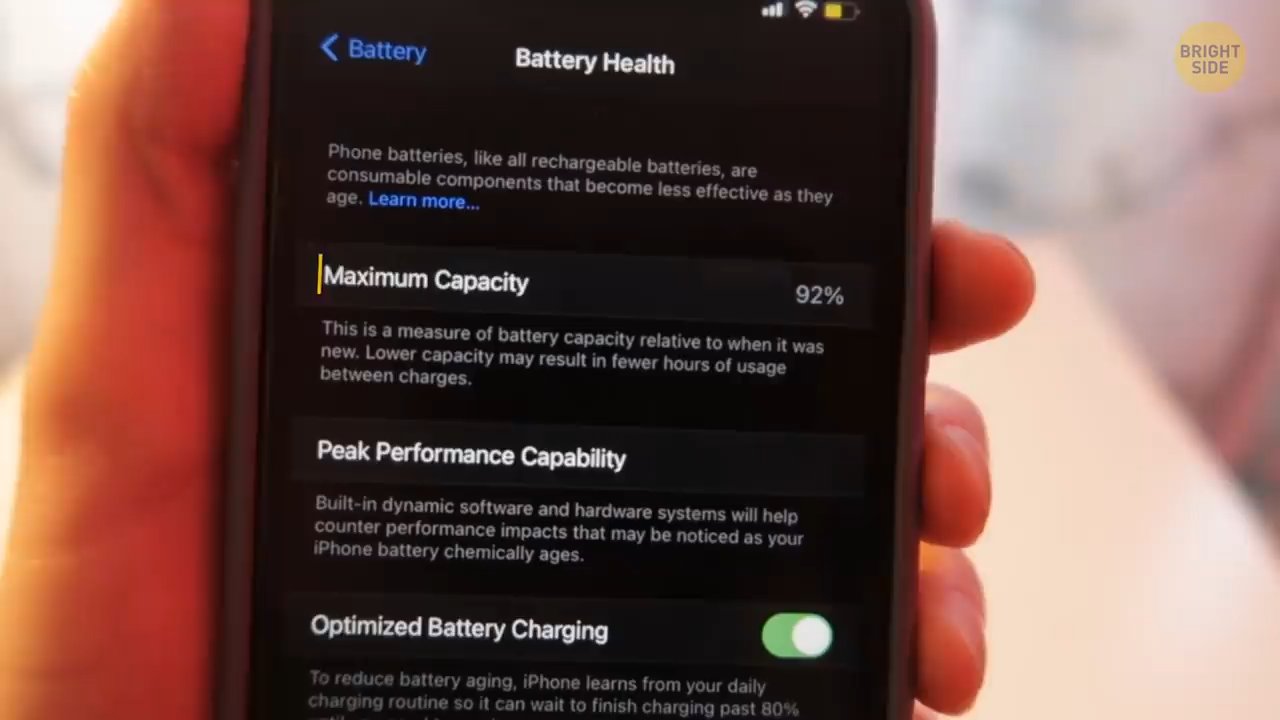 BRIGHT
SIDE
Battery
Battery Health
Phone batteries, like all rechargeable batteries, are
consumable components that become less effective as they
age. Learn more...
Maximum Capacity 92%
This is a measure of battery capacity relative to when it was
new. Lower capacity may result in fewer hours of usage
between charges.
Peak Performance Capability
Built-in dynamic software and hardware systems will help
counter performance impacts that may be noticed as your
iPhone battery chemically ages.
Optimized Battery Charging
To reduce battery aging, iPhone learns from your daily
charging routine so it can wait to finish charging past 80%